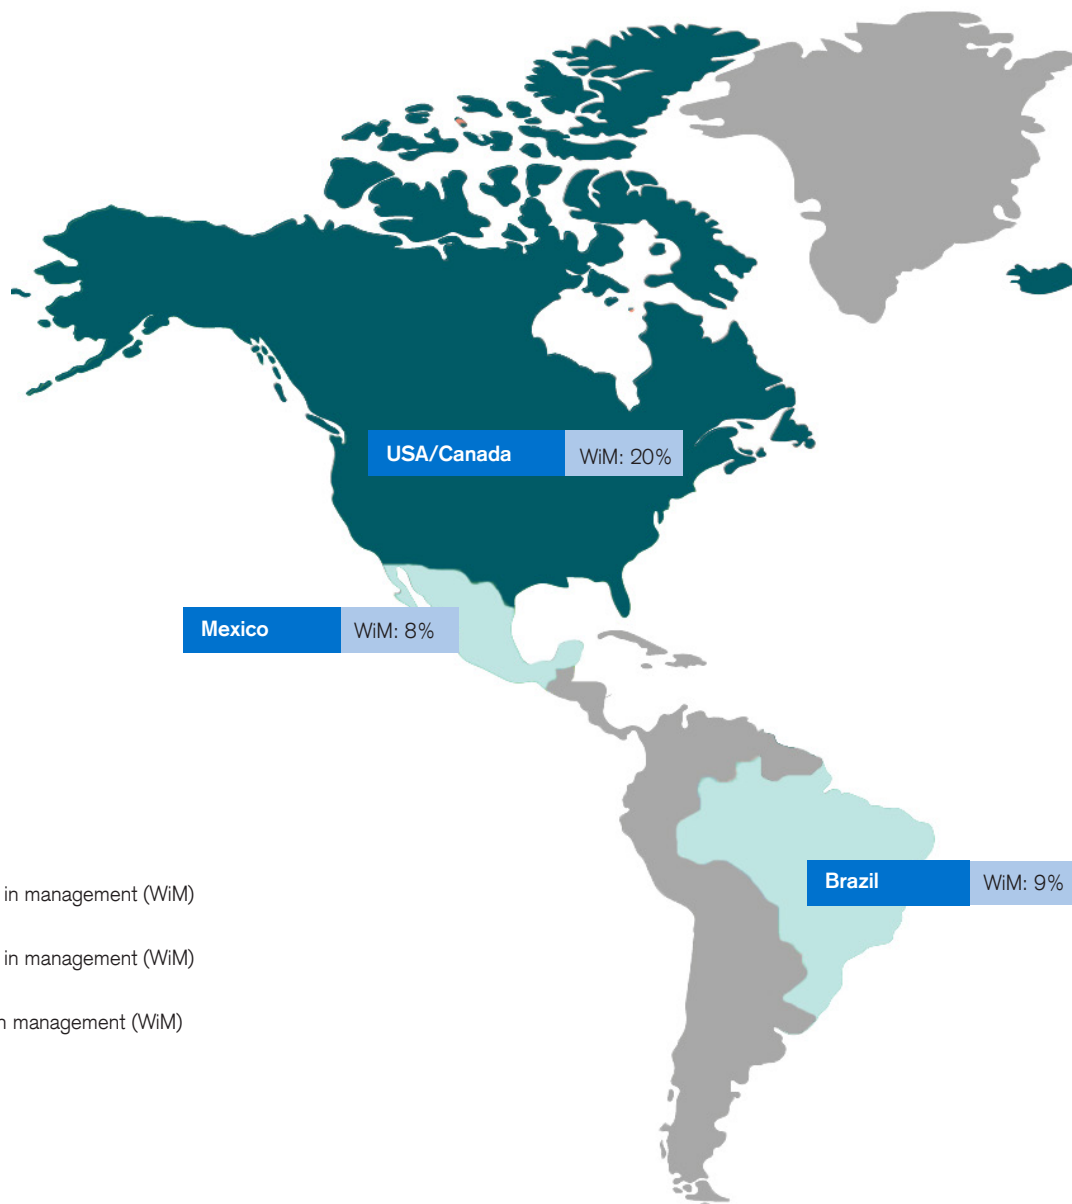 USA/Canada WiM: 20%
Mexico WiM: 8%
Brazil WiM: 9%
in management (WiM)
in management (WiM)
management (WiM)